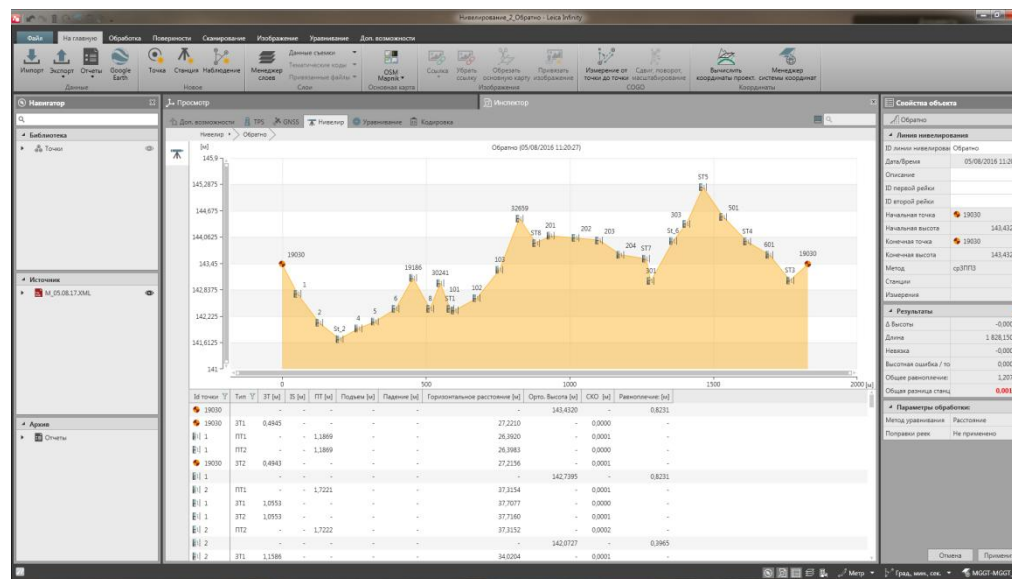 Нивелирование_2_Обратно - Leica Infinity
Файл На главную Обработка Поверхности Сканирование Изображение Уравнивание Доп. возможности
Импорт Экспорт Отчеты Google Earth Точка Станция Наблюдение Менеджер слоев Данные съемки Тематические коды Привязанные файлы OSM Mapnik Ссылка Убрать ссылку Обрезать основную карту Привязать изображение Измерение от точки до точки Сдвиг, поворот, масштабирование Вычислить координаты проект. Менеджер системы координат
Данные Новое Слои Основная карта Изображения COGO Координаты
Навигатор
Библиотека
Точки
Источники
M_05.08.17.XML
Архив
Отчеты
Просмотр Инспектор
Доп. возможности TPS GNSS Нивелир Уравнивание Кодировка
Нивелир Обратно
[м] Обратно (05/08/2016 11:20:27)
145,9
145,2875
144,675
144,0625
143,45
142,8375
142,225
141,6125
141
19030 1 2 St_2 4 5 6 19186 8 30241 ST1 101 102 103 32659 ST8 201 202 203 204 ST7 301 St_6 303 ST5 501 ST4 601 ST3 19030
0 500 1000 1500 2000 [м]
Id точки Тип ЗТ [м] IS [м] ПТ [м] Подъем [м] Падение [м] Горизонтальное расстояние [м] Орто. Высота [м] СКО [м] Равноплечие: [м]
19030 - - - - - - 143,4320 - 0,8231
19030 ЗТ1 0,4945 - - - - 27,2210 - 0,0000 -
1 ПТ1 - - 1,1869 - - 26,3920 - 0,0001 -
1 ПТ2 - - 1,1869 - - 26,3983 - 0,0000 -
19030 ЗТ2 0,4943 - - - - 27,2156 - 0,0001 -
1 - - - - - - 142,7395 - 0,8231
2 ПТ1 - - 1,7221 - - 37,3154 - 0,0001 -
1 ЗТ1 1,0553 - - - - 37,7077 - 0,0000 -
1 ЗТ2 1,0553 - - - - 37,7160 - 0,0001 -
2 ПТ2 - - 1,7222 - - 37,3152 - 0,0002 -
2 - - - - - - 142,0727 - 0,3965
2 ЗТ1 1,1586 - - - - 34,0204 - 0,0001 -
Свойства объекта
Обратно
Линия нивелирования
ID линии нивелирован Обратно
Дата/Время 05/08/2016 11:20
Описание
ID первой рейки
ID второй рейки
Начальная точка 19030
Начальная высота 143,432
Конечная точка 19030
Конечная высота 143,432
Метод срЗППЗ
Станции
Измерения
Результаты
Δ Высоты -0,000
Длина 1 828,150
Невязка -0,000
Высотная ошибка / то 0,000
Общее равноплечие: 1,207
Общая разница станц 0.001
Параметры обработки:
Метод уравнивания Расстояние
Поправки реек Не применено
Отмена Применить
Метр Град., мин., сек. MGGT-MGGT